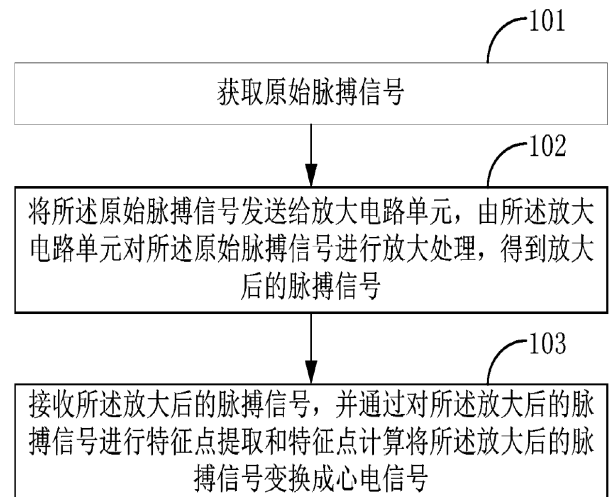 101
获取原始脉搏信号
102
将所述原始脉搏信号发送给放大电路单元，由所述放大
电路单元对所述原始脉搏信号进行放大处理，得到放大
后的脉搏信号
103
接收所述放大后的脉搏信号，并通过对所述放大后的脉
搏信号进行特征点提取和特征点计算将所述放大后的脉
搏信号变换成心电信号